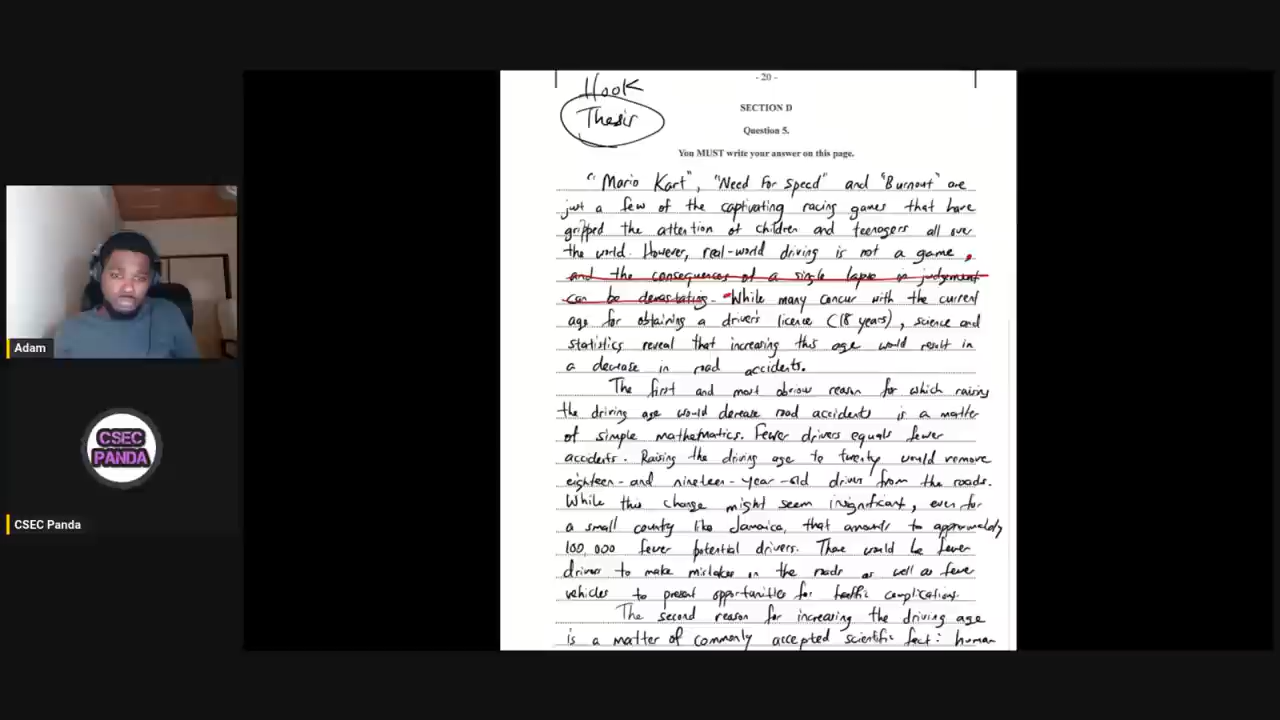 Hook
Thesis
- 20 -
SECTION D
Question 5.
You MUST write your answer on this page.
"Mario Kart", "Need For Speed" and "Burnout" are
just a few of the captivating racing games that have
gripped the attention of children and teenagers all over
the world. However, real-world driving is not a game,
and the consequences of a single lapse in judgement
can be devastating. While many concur with the current
age for obtaining a driver's licence (18 years), science and
statistics reveal that increasing this age would result in
a decrease in road accidents.
The first and most obvious reason for which raising
the driving age would decrease road accidents is a matter
of simple mathematics. Fewer drivers equals fewer
accidents. Raising the driving age to twenty would remove
eighteen- and nineteen-year-old drivers from the roads.
While this change might seem insignificant, even for
a small country like Jamaica, that amounts to approximately
100,000 fewer potential drivers. There would be fewer
drivers to make mistakes on the roads as well as fewer
vehicles to present opportunities for traffic complications.
The second reason for increasing the driving age
is a matter of commonly accepted scientific fact: human
Adam
CSEC
PANDA
CSEC Panda